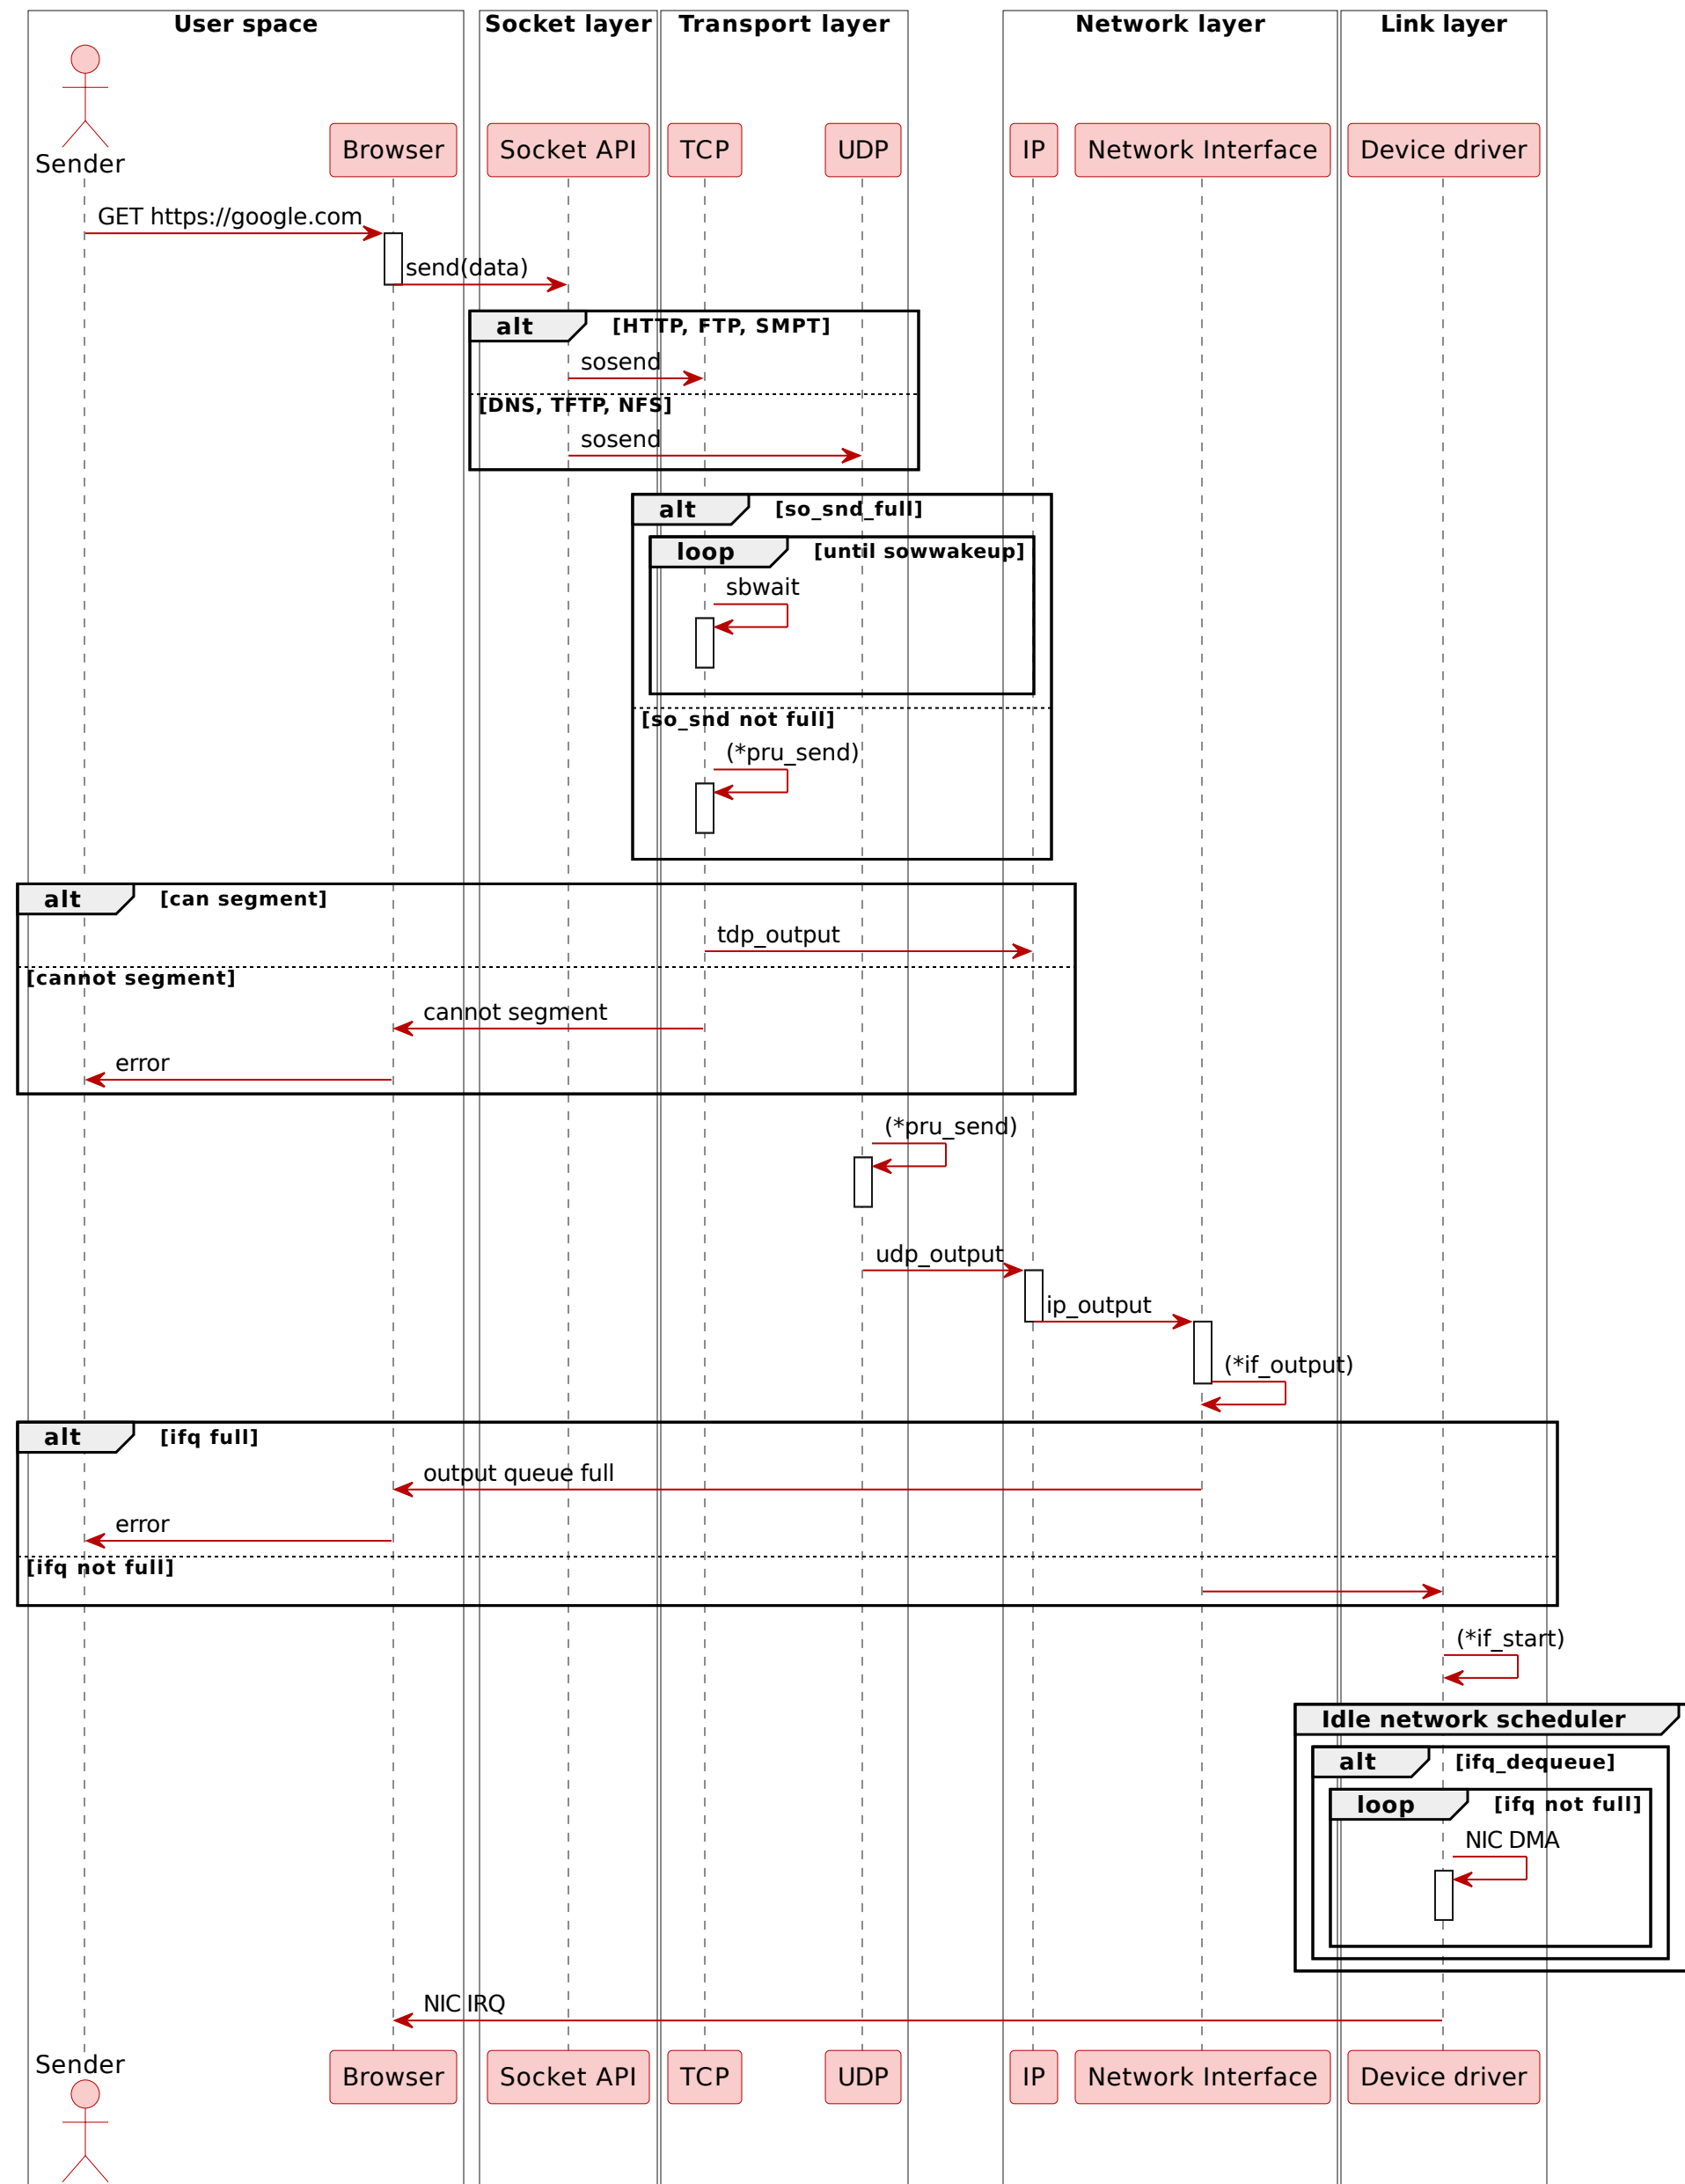 User space
Socket layer
Transport layer
Network layer
Link layer
Sender
Browser
Socket API
TCP
UDP
IP
Network Interface
Device driver
GET https://google.com
send(data)
alt
[HTTP, FTP, SMPT]
sosend
[DNS, TFTP, NFS]
sosend
alt
[so_snd_full]
loop
[until sowwakeup]
sbwait
[so_snd not full]
(*pru_send)
alt
[can segment]
tdp_output
[cannot segment]
cannot segment
error
(*pru_send)
udp_output
ip_output
(*if_output)
alt
[ifq full]
output queue full
error
[ifq not full]
(*if_start)
Idle network scheduler
alt
[ifq_dequeue]
loop
[ifq not full]
NIC DMA
NIC IRQ
Sender
Browser
Socket API
TCP
UDP
IP
Network Interface
Device driver